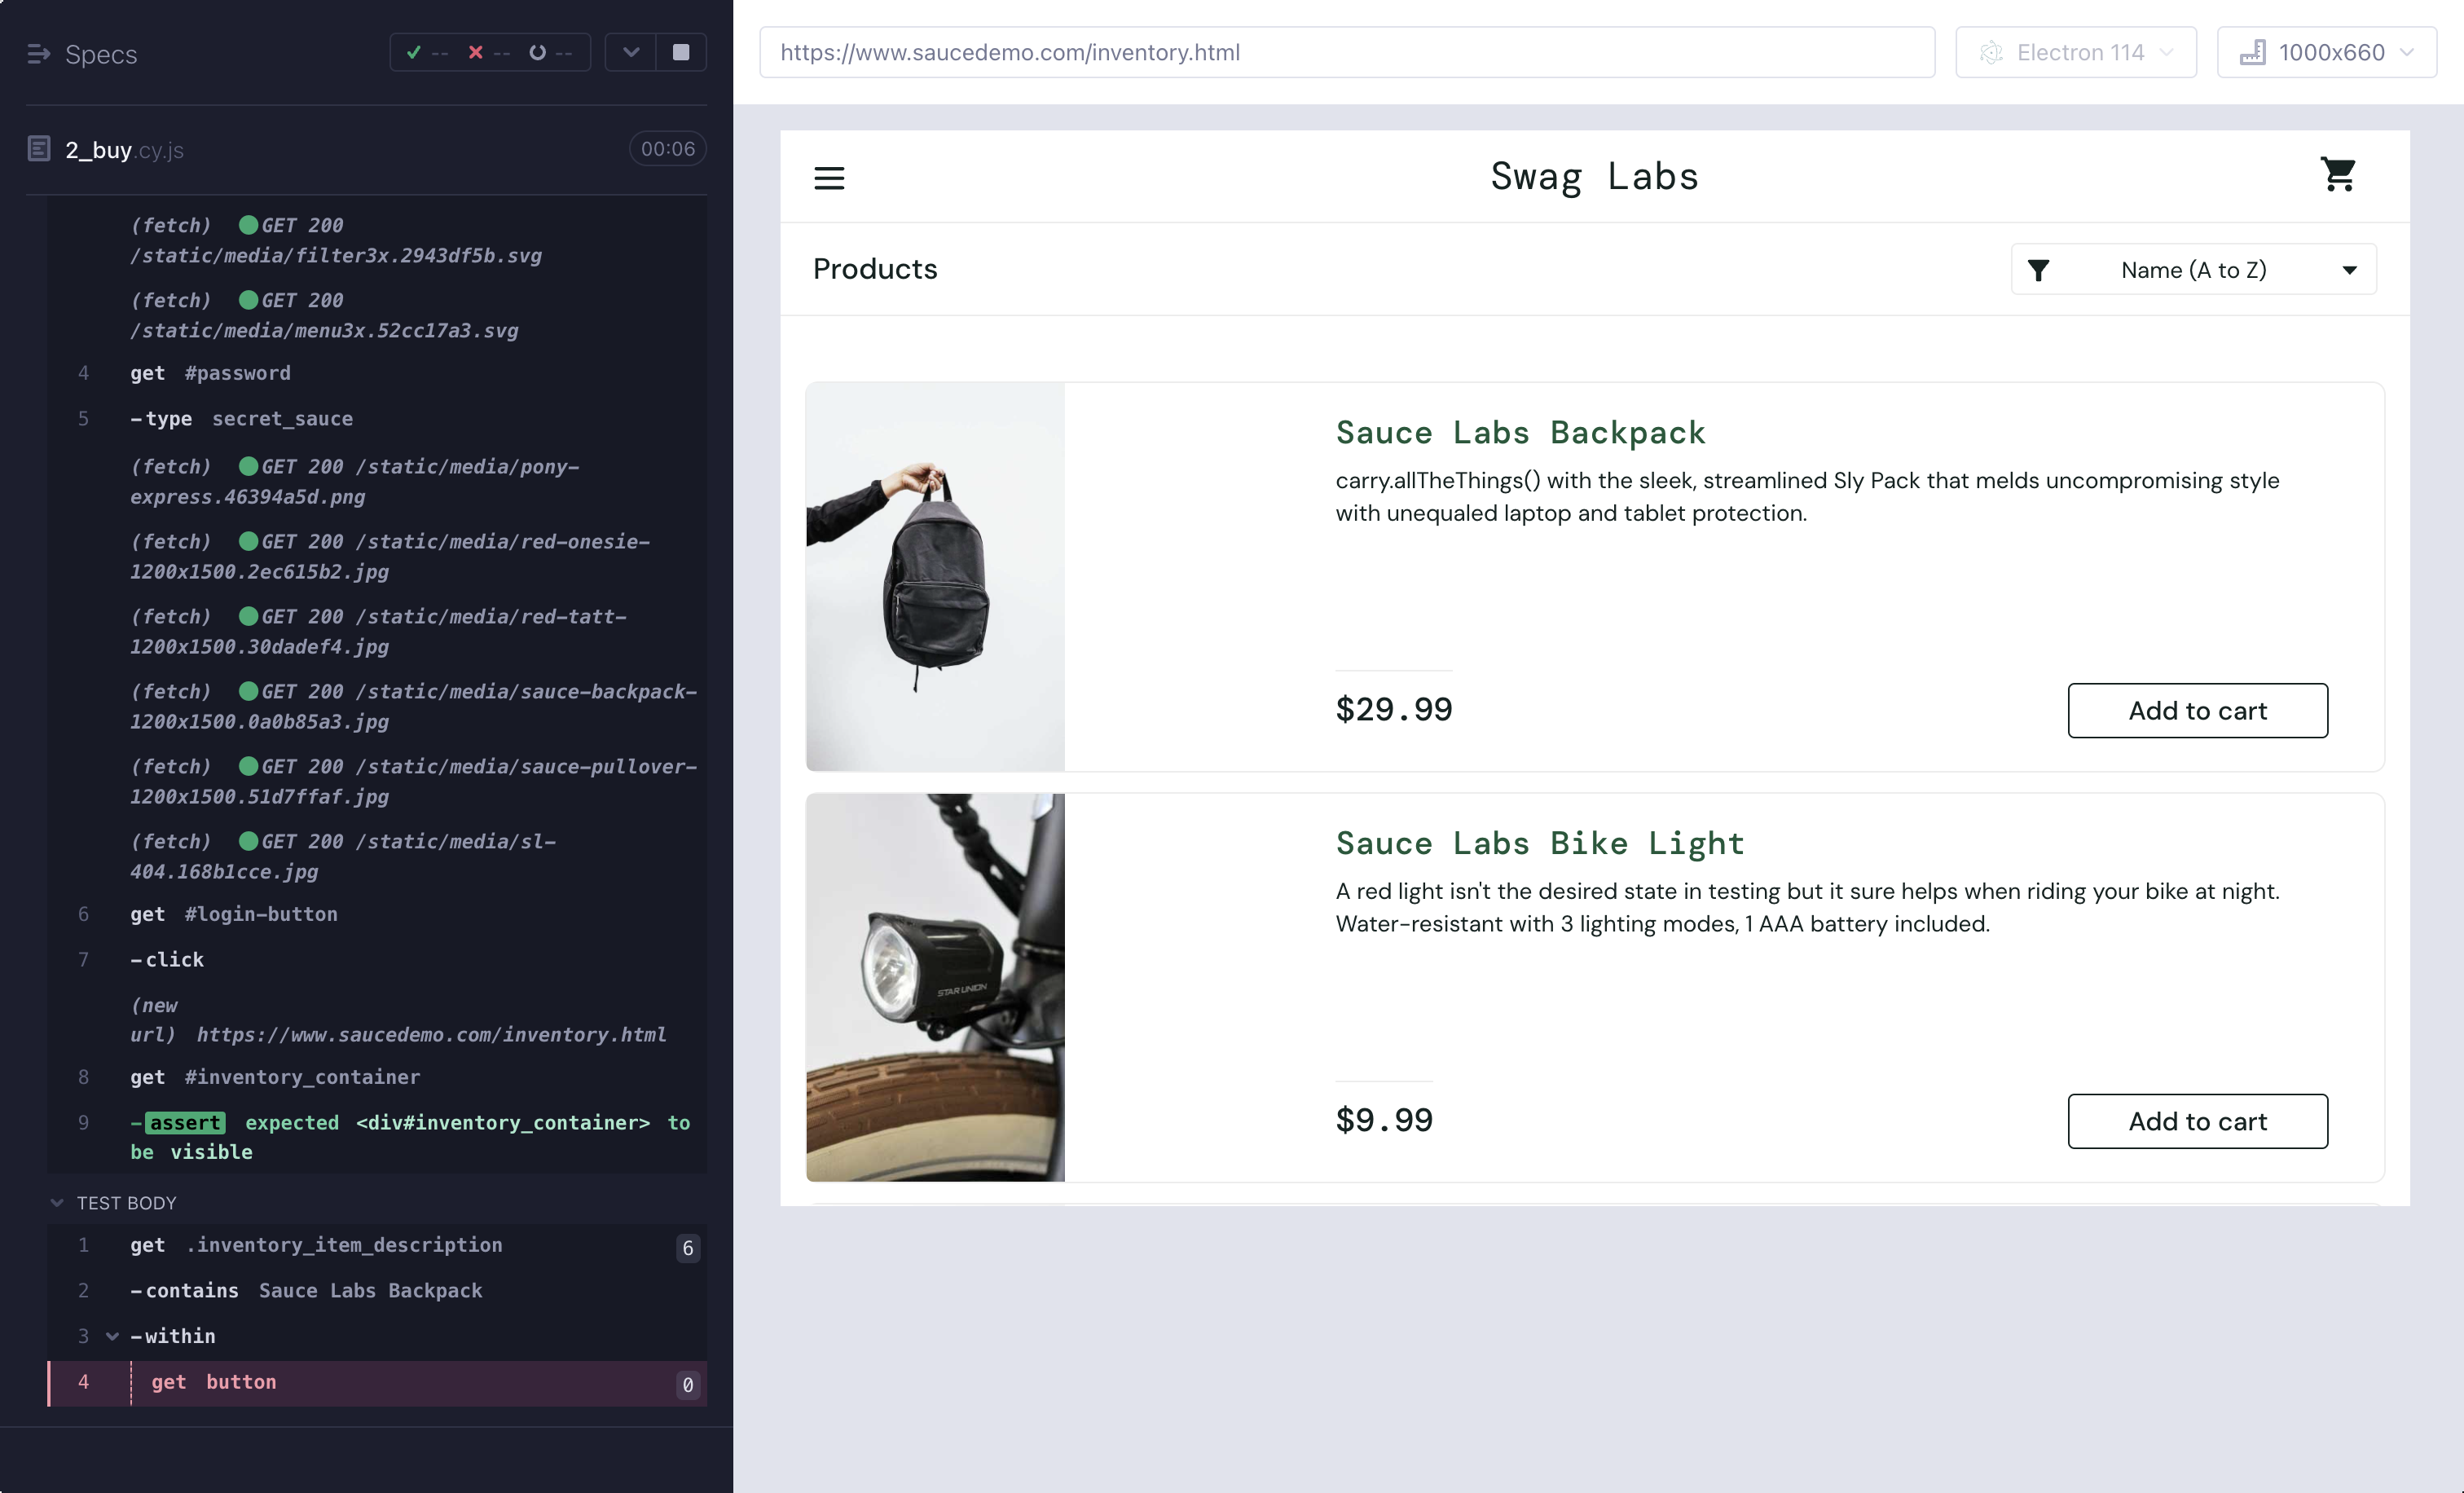 Specs
-- -- --
2_buy.cy.js
00:06
(fetch) GET 200
/static/media/filter3x.2943df5b.svg
(fetch) GET 200
/static/media/menu3x.52cc17a3.svg
4 get #password
5 -type secret_sauce
(fetch) GET 200 /static/media/pony-
express.46394a5d.png
(fetch) GET 200 /static/media/red-onesie-
1200x1500.2ec615b2.jpg
(fetch) GET 200 /static/media/red-tatt-
1200x1500.30dadef4.jpg
(fetch) GET 200 /static/media/sauce-backpack-
1200x1500.0a0b85a3.jpg
(fetch) GET 200 /static/media/sauce-pullover-
1200x1500.51d7ffaf.jpg
(fetch) GET 200 /static/media/sl-
404.168b1cce.jpg
6 get #login-button
7 -click
(new
url) https://www.saucedemo.com/inventory.html
8 get #inventory_container
9 -assert expected <div#inventory_container> to
be visible
TEST BODY
1 get .inventory_item_description 6
2 -contains Sauce Labs Backpack
3 -within
4 get button 0
https://www.saucedemo.com/inventory.html
Electron 114
1000x660
Swag Labs
Products
Name (A to Z)
Sauce Labs Backpack
carry.allTheThings() with the sleek, streamlined Sly Pack that melds uncompromising style
with unequaled laptop and tablet protection.
$29.99
Add to cart
STAR UNION
Sauce Labs Bike Light
A red light isn't the desired state in testing but it sure helps when riding your bike at night.
Water-resistant with 3 lighting modes, 1 AAA battery included.
$9.99
Add to cart